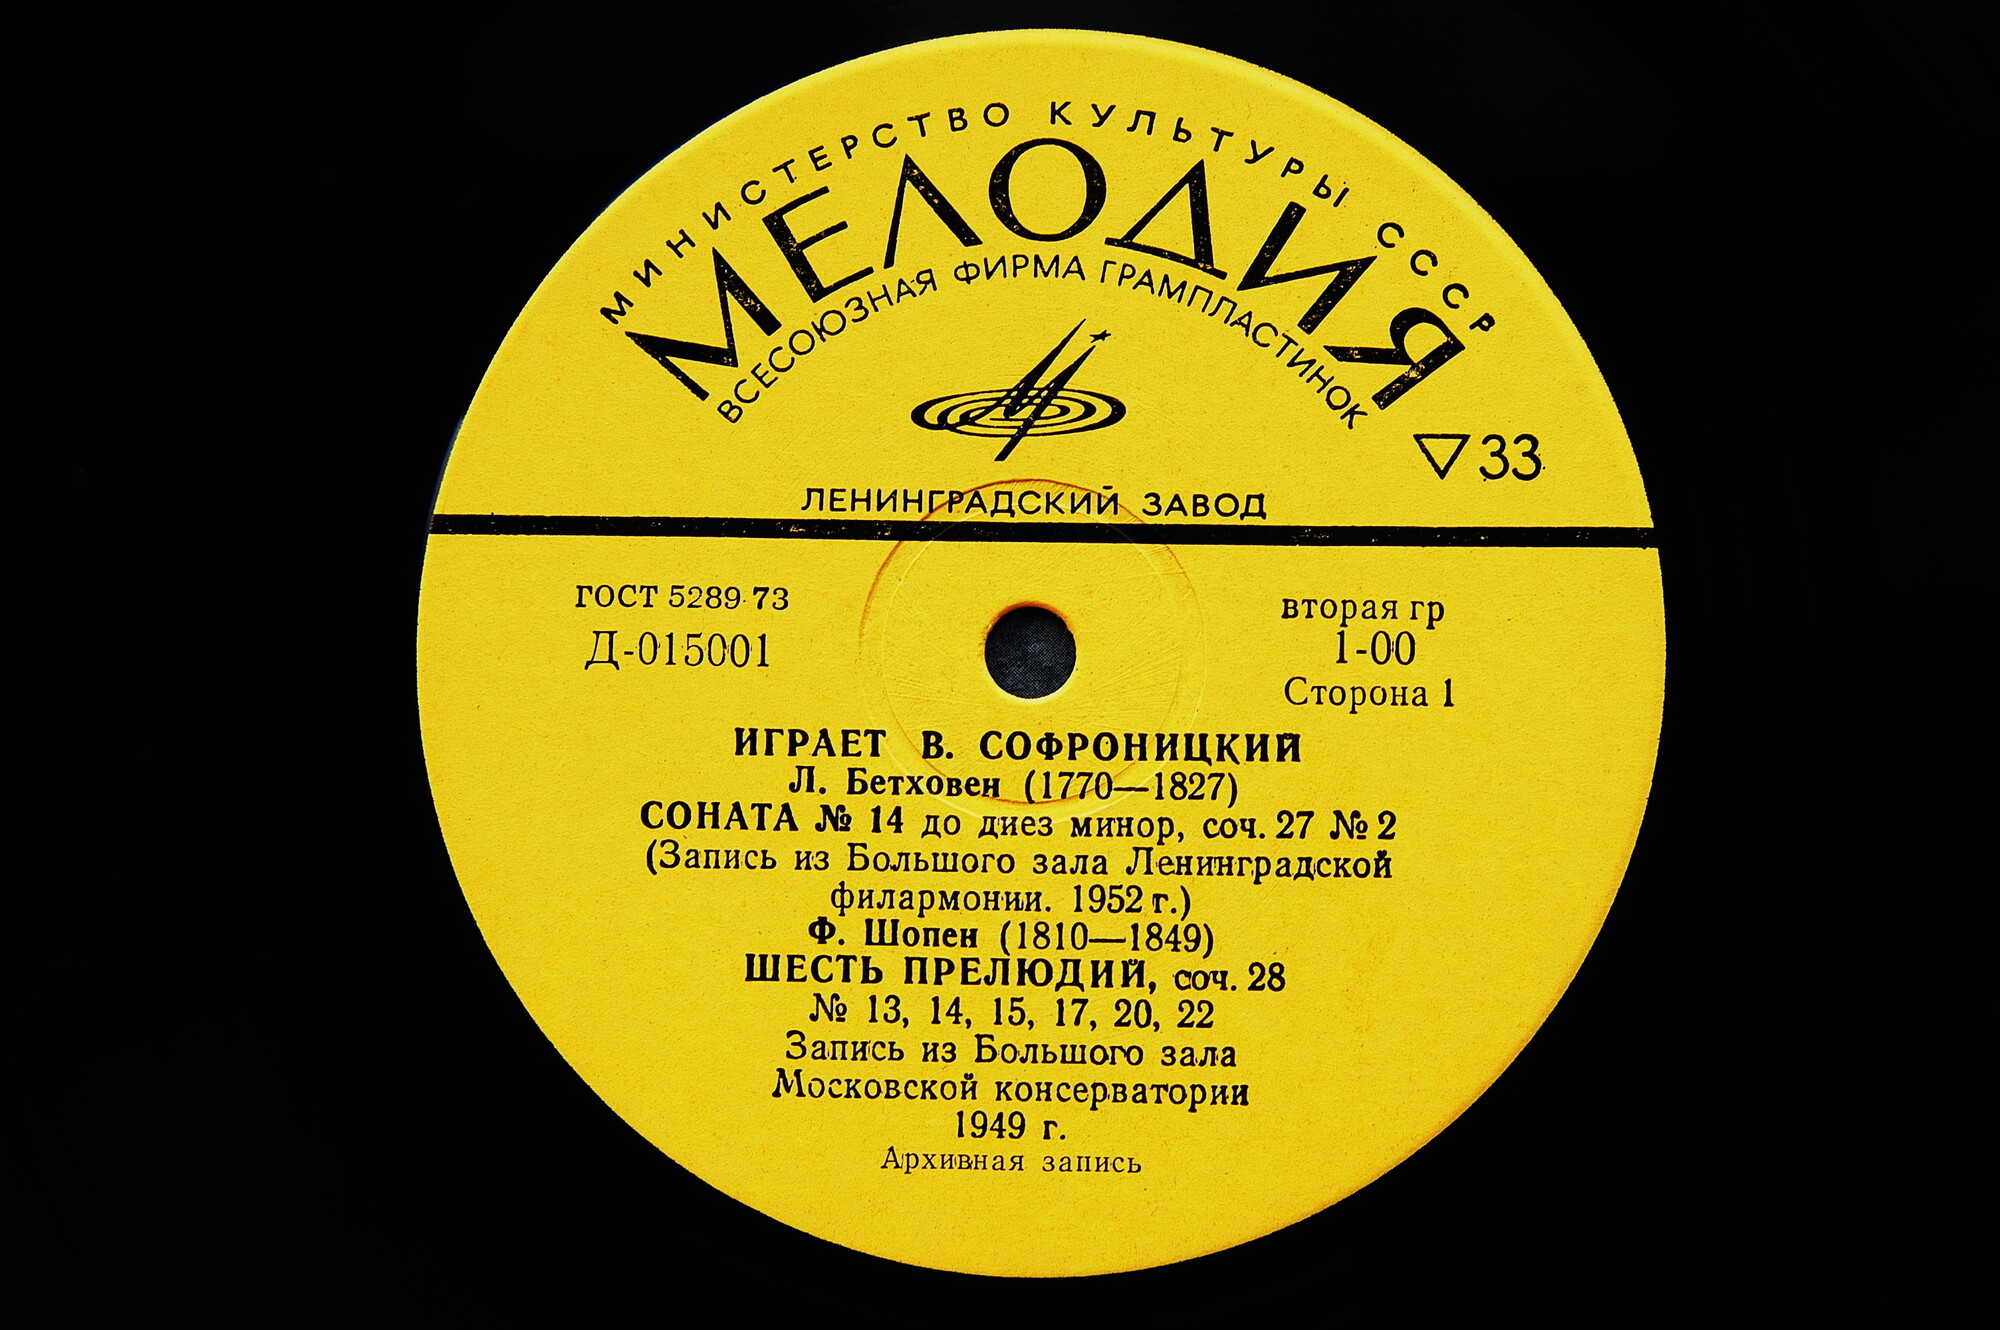 МИНИСТЕРСТВО КУЛЬТУРЫ СССР
МЕЛОДИЯ
ВСЕСОЮЗНАЯ ФИРМА ГРАМПЛАСТИНОК
33
ЛЕНИНГРАДСКИЙ ЗАВОД
ГОСТ 5289-73
Д-015001
вторая гр
1-00
Сторона 1
ИГРАЕТ В. СОФРОНИЦКИЙ
Л. Бетховен (1770—1827)
СОНАТА № 14 до диез минор, соч. 27 № 2
(Запись из Большого зала Ленинградской
филармонии. 1952 г.)
Ф. Шопен (1810—1849)
ШЕСТЬ ПРЕЛЮДИЙ, соч. 28
№ 13, 14, 15, 17, 20, 22
Запись из Большого зала
Московской консерватории
1949 г.
Архивная запись